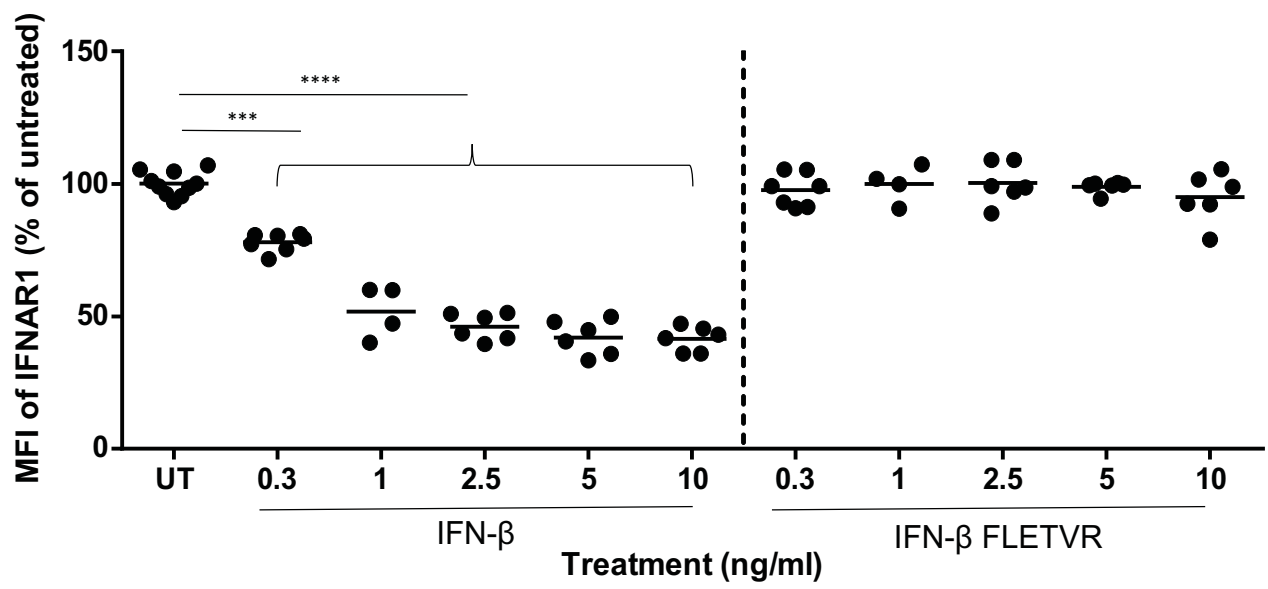 MFI of IFNAR1 (% of untreated)
150
100
50
0
****
***
UT 0.3 1 2.5 5 10 0.3 1 2.5 5 10
IFN-β IFN-β FLETVR
Treatment (ng/ml)